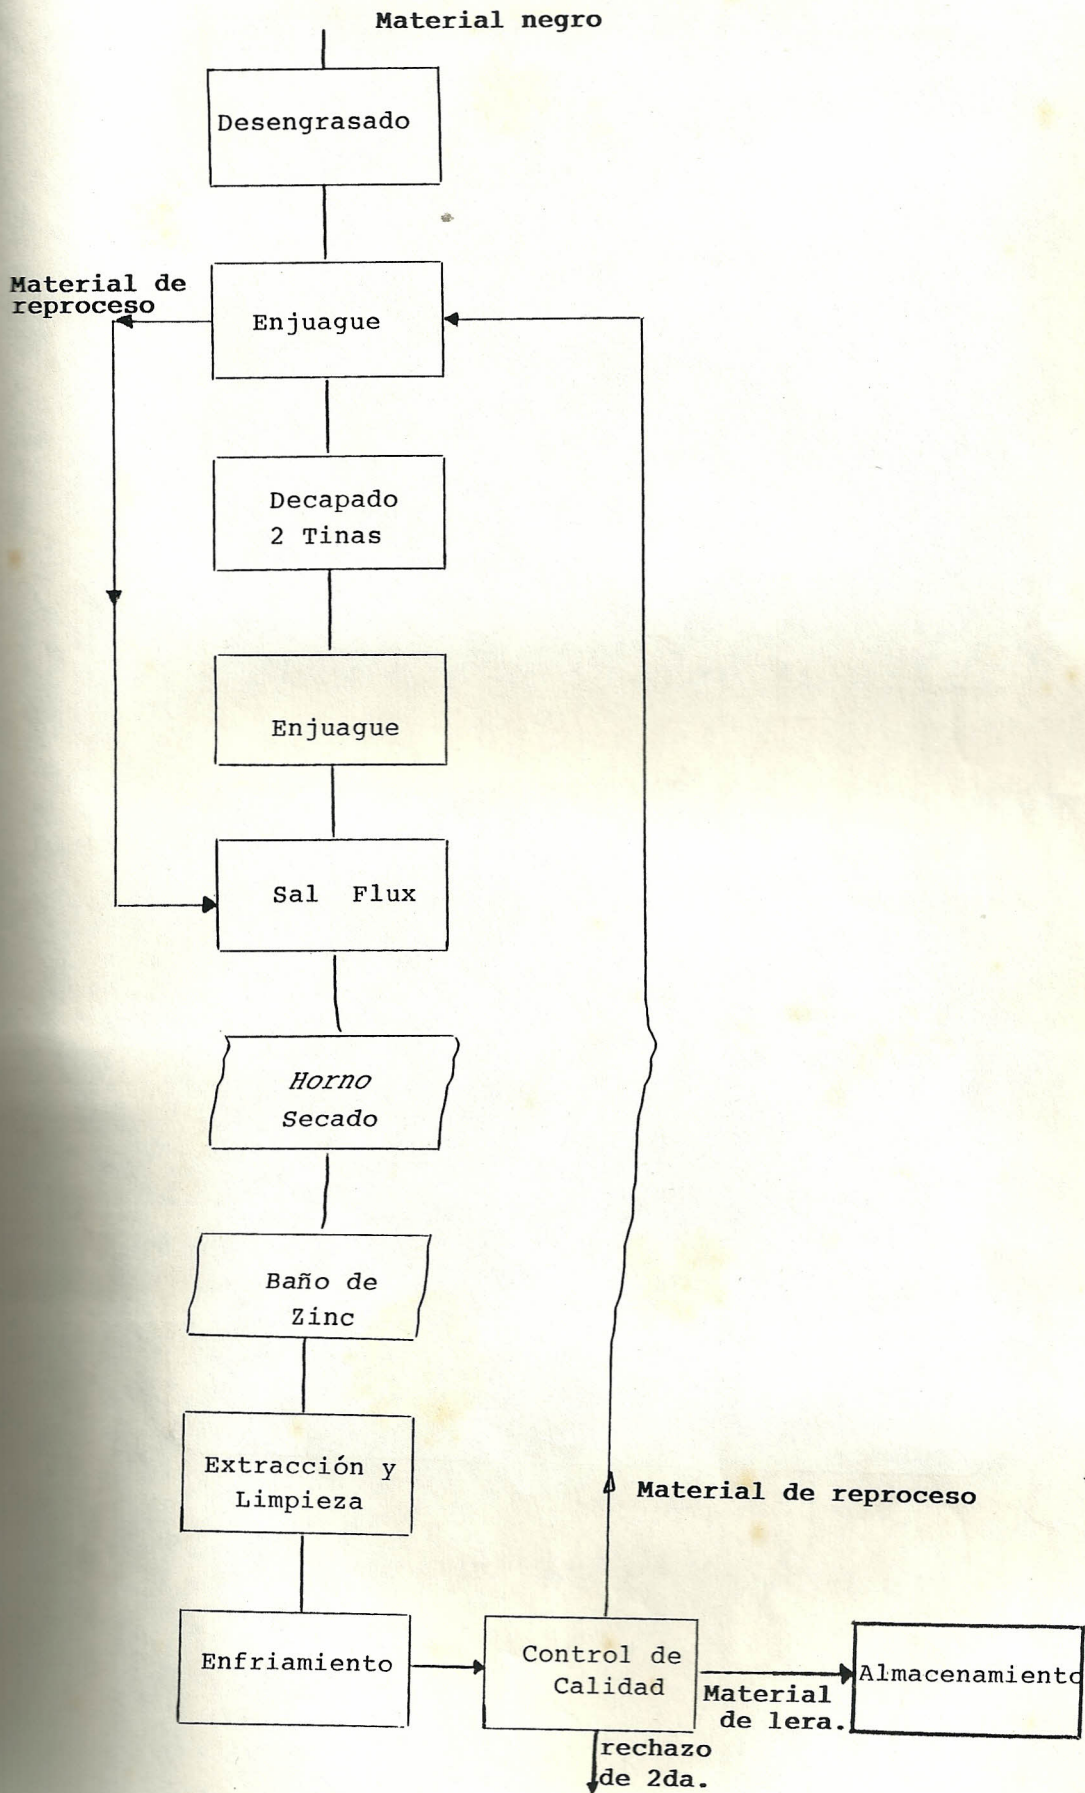 Material negro
Desengrasado
Material de
reproceso
Enjuague
Decapado
2 Tinas
Enjuague
Sal Flux
Horno
Secado
Baño de
Zinc
Extracción y
Limpieza
Material de reproceso
Enfriamiento
Control de
Calidad
Material
de lera.
Almacenamiento
rechazo
de 2da.